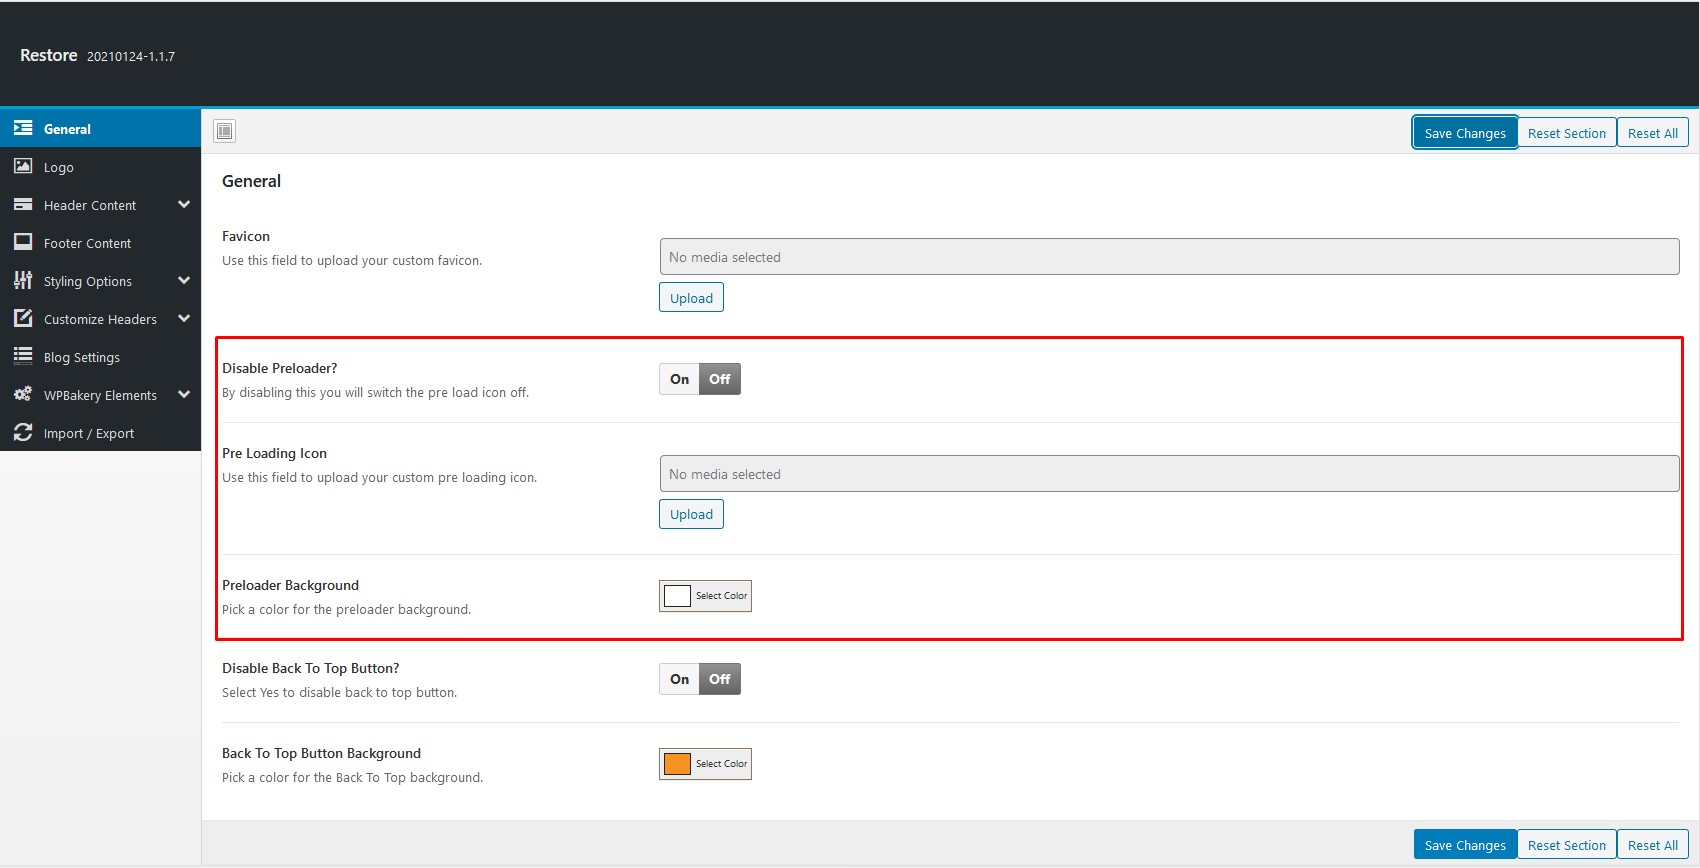 Restore 20210124-1.1.7
General
Logo
Header Content
Footer Content
Styling Options
Customize Headers
Blog Settings
WPBakery Elements
Import / Export
Save Changes Reset Section Reset All
General
Favicon
Use this field to upload your custom favicon.
No media selected
Upload
Disable Preloader?
By disabling this you will switch the pre load icon off.
On Off
Pre Loading Icon
Use this field to upload your custom pre loading icon.
No media selected
Upload
Preloader Background
Pick a color for the preloader background.
Select Color
Disable Back To Top Button?
Select Yes to disable back to top button.
On Off
Back To Top Button Background
Pick a color for the Back To Top background.
Select Color
Save Changes Reset Section Reset All